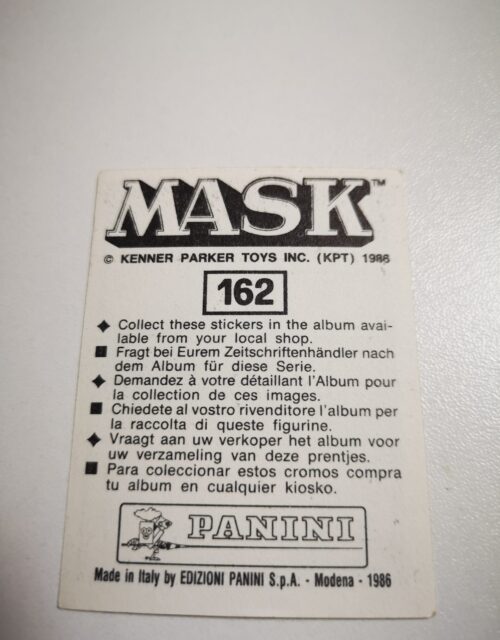 MASK™
© KENNER PARKER TOYS INC. (KPT) 1986
162
◆ Collect these stickers in the album avai-
lable from your local shop.
■ Fragt bei Eurem Zeitschriftenhändler nach
dem Album für diese Serie.
◆ Demandez à votre détaillant l'Album pour
la collection de ces images.
■ Chiedete al vostro rivenditore l'album per
la raccolta di queste figurine.
◆ Vraagt aan uw verkoper het album voor
uw verzameling van deze prentjes.
■ Para coleccionar estos cromos compra
tu album en cualquier kiosko.
PANINI
Made in Italy by EDIZIONI PANINI S.p.A. - Modena - 1986